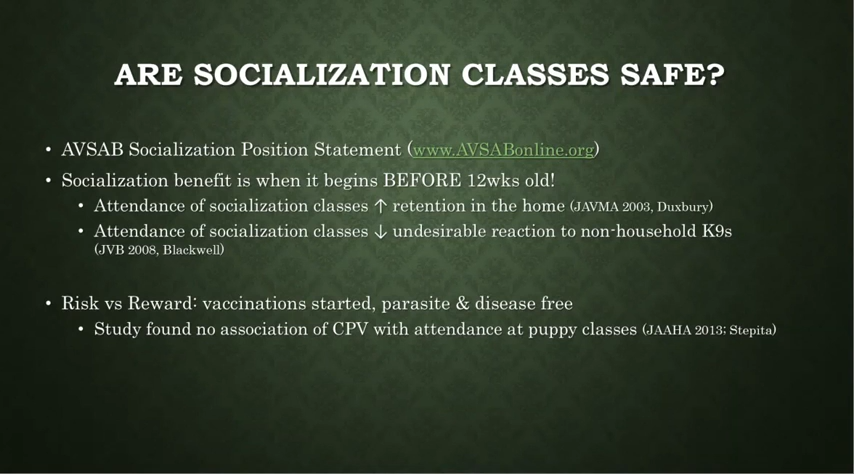 ARE SOCIALIZATION CLASSES SAFE?
• AVSAB Socialization Position Statement (www.AVSABonline.org)
• Socialization benefit is when it begins BEFORE 12wks old!
• Attendance of socialization classes ↑ retention in the home (JAVMA 2003, Duxbury)
• Attendance of socialization classes ↓ undesirable reaction to non-household K9s
(JVB 2008, Blackwell)
• Risk vs Reward: vaccinations started, parasite & disease free
• Study found no association of CPV with attendance at puppy classes (JAAHA 2013; Stepita)